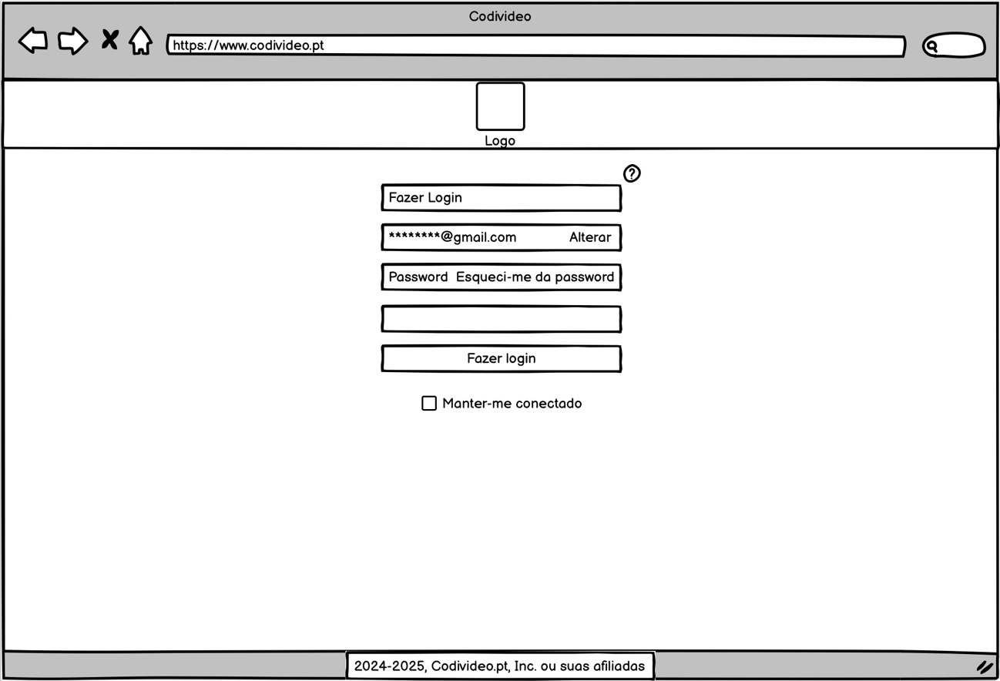 Codivideo
https://www.codivideo.pt
Logo
?
Fazer Login
********@gmail.com Alterar
Password Esqueci-me da password
Fazer login
Manter-me conectado
2024-2025, Codivideo.pt, Inc. ou suas afiliadas